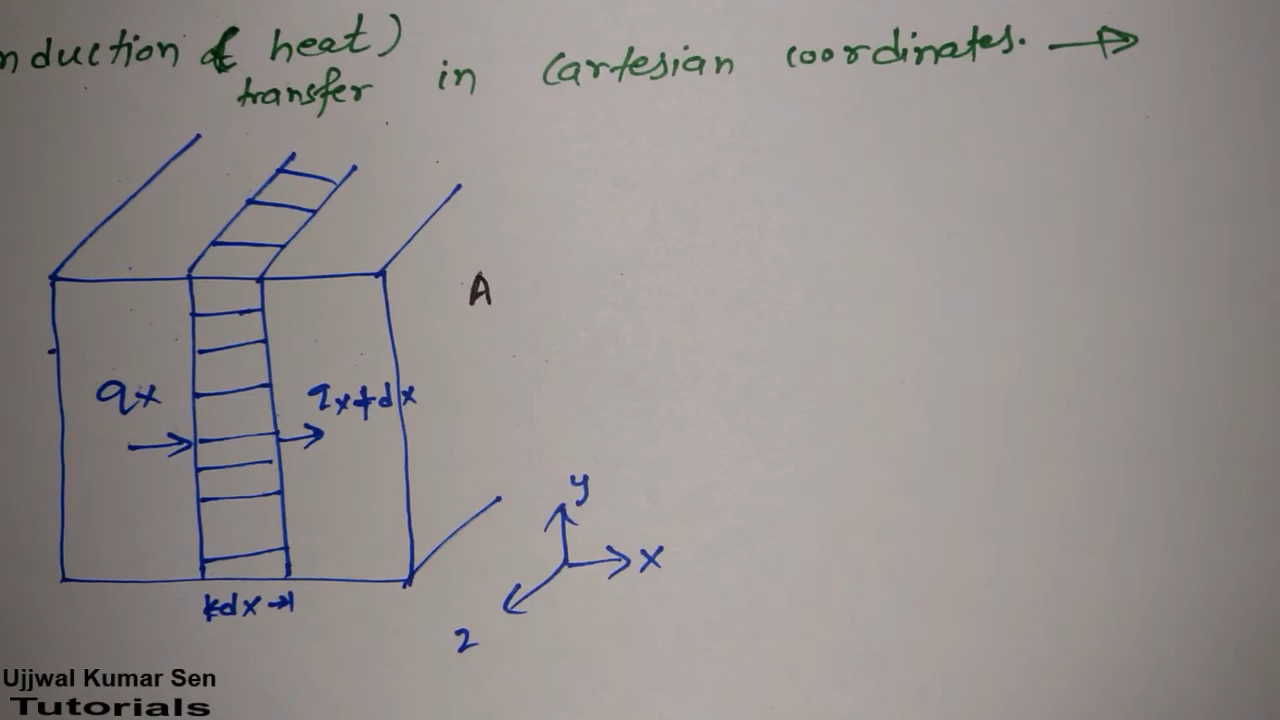 nduction of heat)
transfer in Cartesian coordinates.
A
qx
qx+dx
y
x
z
dx
Ujjwal Kumar Sen
Tutorials